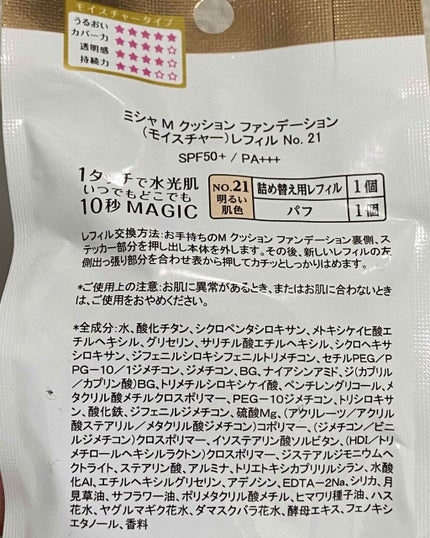 モイスチャータイプ
うるおい ★★★★★
カバー力 ★★★★☆
透明感 ★★★★☆
持続力 ★★★☆☆
ミシャ M クッション ファンデーション
(モイスチャー)レフィル No. 21
SPF50+ / PA+++
1タッチで水光肌
いつでもどこでも
10秒 MAGIC
NO.21
明るい
肌色
詰め替え用レフィル 1個
パフ 1個
レフィル交換方法: お手持ちのM クッション ファンデーション裏側、ス
テッカー部分を押し出し本体を外します。その後、新しいレフィルの左
側出っ張り部分を合わせ表から押してカチッとしっかりはめます。
*ご使用上の注意: お肌に異常があるとき、またはお肌に合わないとき
は、ご使用をおやめください。
*全成分: 水、酸化チタン、シクロペンタシロキサン、メトキシケイヒ酸エ
チルヘキシル、グリセリン、サリチル酸エチルヘキシル、シクロヘキサ
シロキサン、ジフェニルシロキシフェニルトリメチコン、セチルPEG/P
PG-10/1ジメチコン、ジメチコン、BG、ナイアシンアミド、ジ(カプリ
ル/カプリン酸)BG、トリメチルシロキシケイ酸、ペンチレングリコール、メ
タクリル酸メチルクロスポリマー、PEG-10ジメチコン、トリシロキサ
ン、酸化鉄、ジフェニルジメチコン、硫酸Mg、(アクリレーツ/アクリル
酸ステアリル/メタクリル酸ジメチコン)コポリマー、(ジメチコン/ビニ
ルジメチコン)クロスポリマー、イソステアリン酸ソルビタン、(HDI/トリ
メチロールヘキシルラクトン)クロスポリマー、ジステアルジモニウムヘ
クトライト、ステアリン酸、アルミナ、トリエトキシカプリリルシラン、水酸
化Al、エチルヘキシルグリセリン、アデノシン、EDTA-2Na、シリカ、月
見草油、サフラワー油、ポリメタクリル酸メチル、ヒマワリ種子油、ハス
花水、ヤグルマギク花水、ダマスクバラ花水、酵母エキス、フェノキシ
エタノール、香料